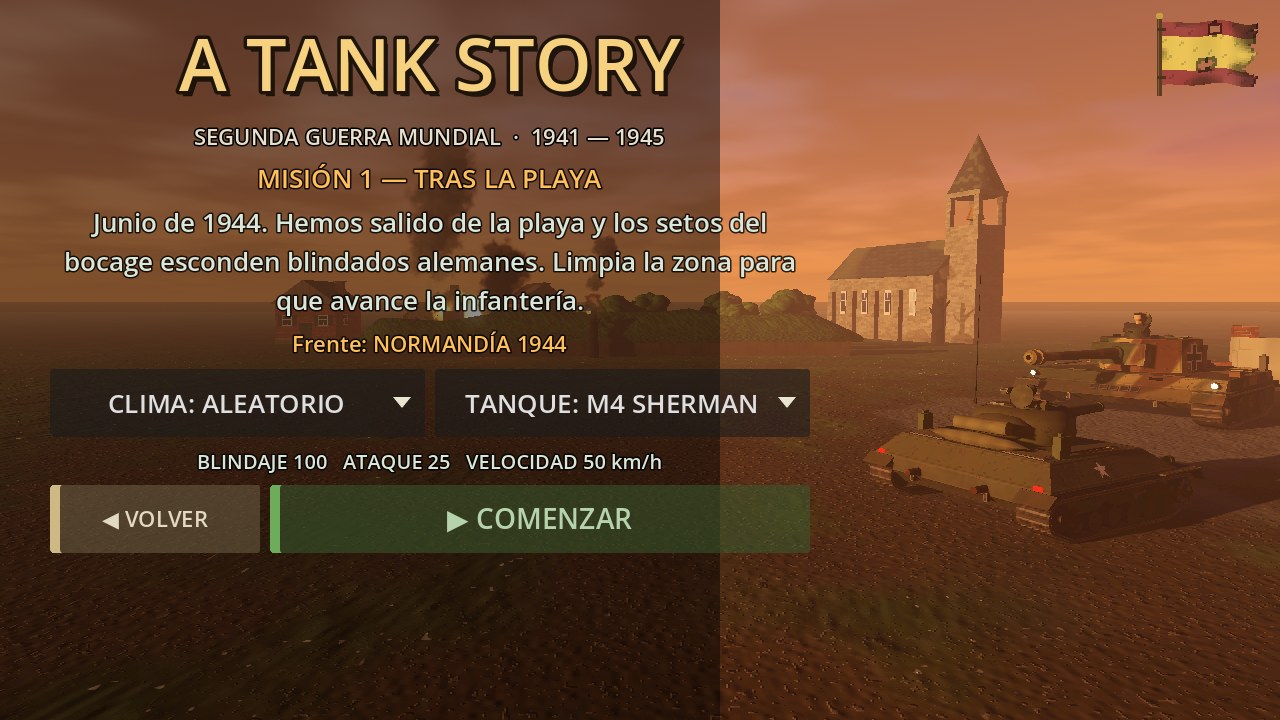 A TANK STORY
SEGUNDA GUERRA MUNDIAL · 1941 — 1945
MISIÓN 1 — TRAS LA PLAYA
Junio de 1944. Hemos salido de la playa y los setos del
bocage esconden blindados alemanes. Limpia la zona para
que avance la infantería.
Frente: NORMANDÍA 1944
CLIMA: ALEATORIO
TANQUE: M4 SHERMAN
BLINDAJE 100 ATAQUE 25 VELOCIDAD 50 km/h
◀ VOLVER
▶ COMENZAR